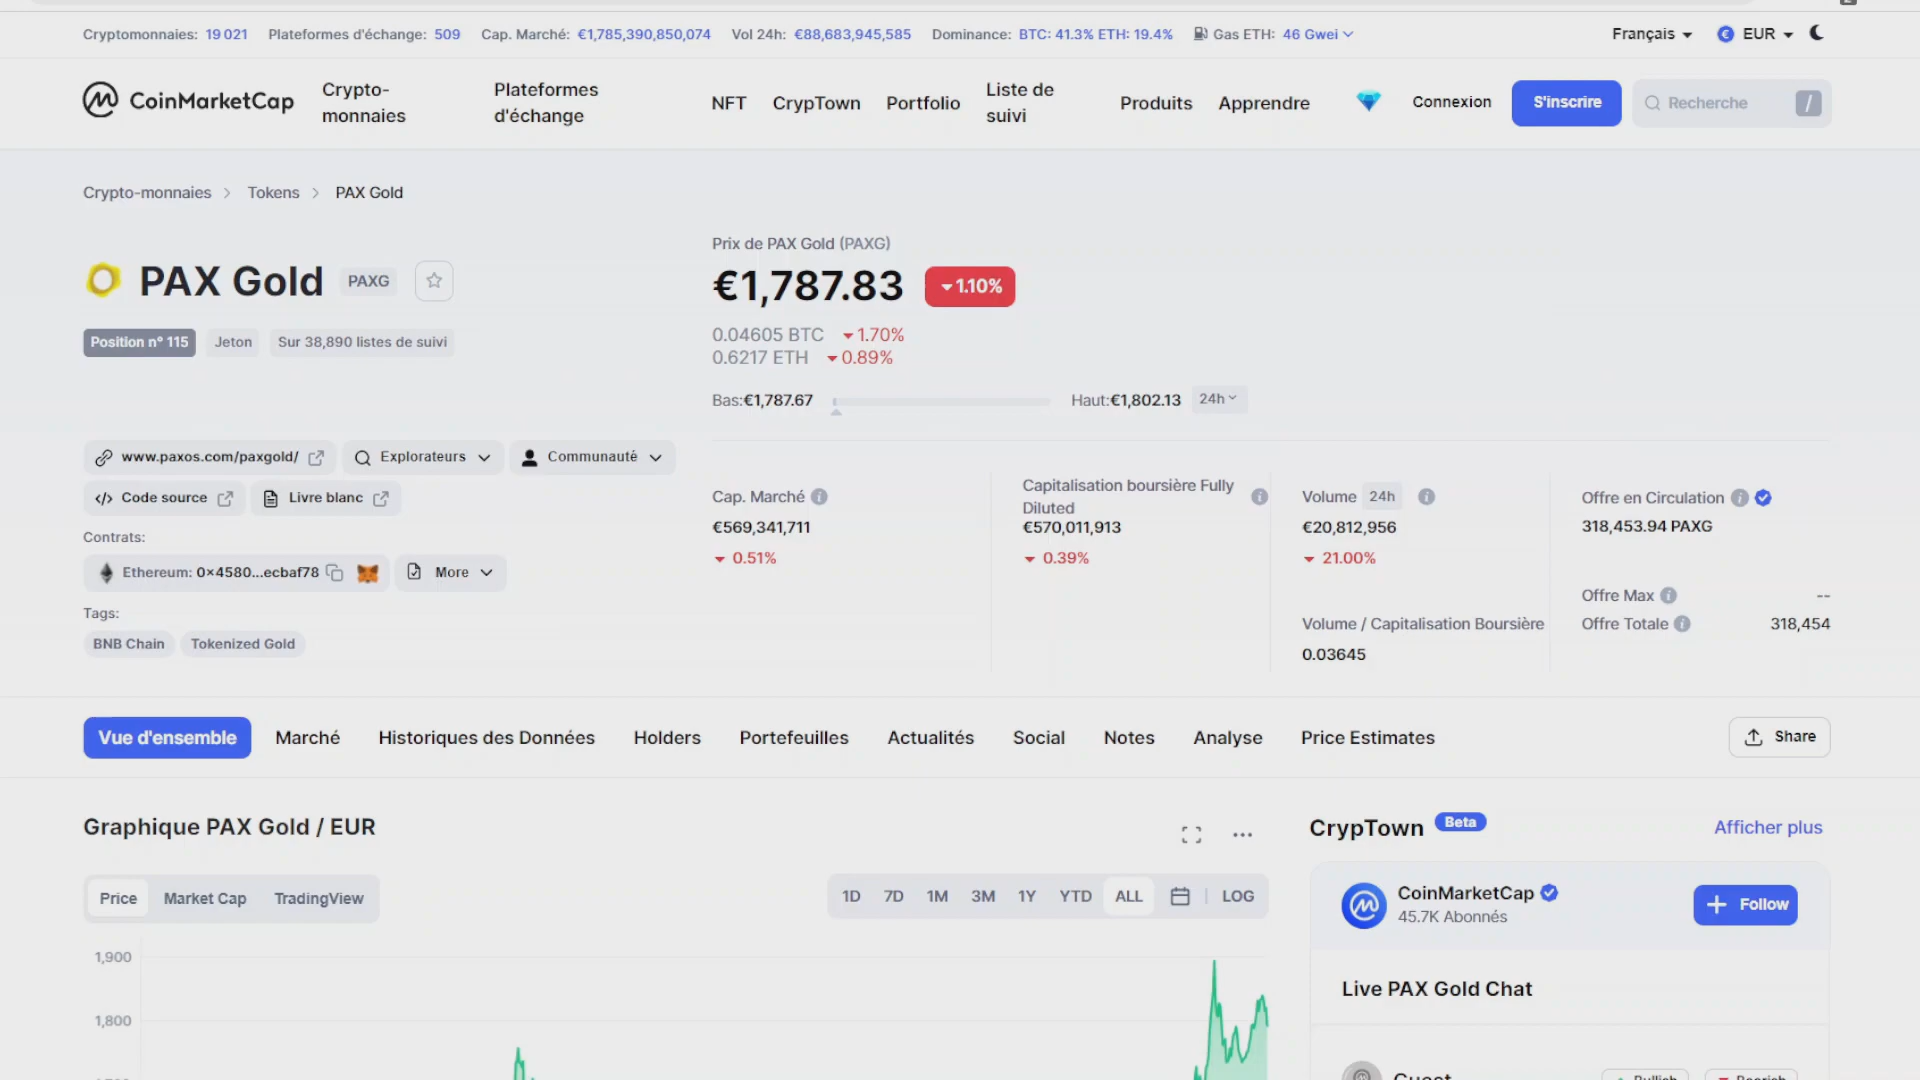 Cryptomonnaies: 19 021 Plateformes d'échange: 509 Cap. Marché: €1,785,390,850,074 Vol 24h: €88,683,945,585 Dominance: BTC: 41.3% ETH: 19.4% Gas ETH: 46 Gwei Français EUR
CoinMarketCap
Crypto-
monnaies
Plateformes
d'échange
NFT
CrypTown
Portfolio
Liste de
suivi
Produits
Apprendre
Connexion
S'inscrire
Recherche /
Crypto-monnaies > Tokens > PAX Gold
PAX Gold PAXG
Position n° 115 Jeton Sur 38,890 listes de suivi
Prix de PAX Gold (PAXG)
€1,787.83 1.10%
0.04605 BTC 1.70%
0.6217 ETH 0.89%
Bas:€1,787.67 Haut:€1,802.13 24h
www.paxos.com/paxgold/ Explorateurs Communauté
Code source Livre blanc
Contrats:
Ethereum: 0x4580...ecbaf78 More
Tags:
BNB Chain Tokenized Gold
Cap. Marché
€569,341,711
0.51%
Capitalisation boursière Fully
Diluted
€570,011,913
0.39%
Volume 24h
€20,812,956
21.00%
Volume / Capitalisation Boursière
0.03645
Offre en Circulation
318,453.94 PAXG
Offre Max --
Offre Totale 318,454
Vue d'ensemble Marché Historiques des Données Holders Portefeuilles Actualités Social Notes Analyse Price Estimates Share
Graphique PAX Gold / EUR
Price Market Cap TradingView
1D 7D 1M 3M 1Y YTD ALL LOG
1,900
1,800
CrypTown Beta Afficher plus
CoinMarketCap
45.7K Abonnés
+ Follow
Live PAX Gold Chat
Guest Bullish Bearish